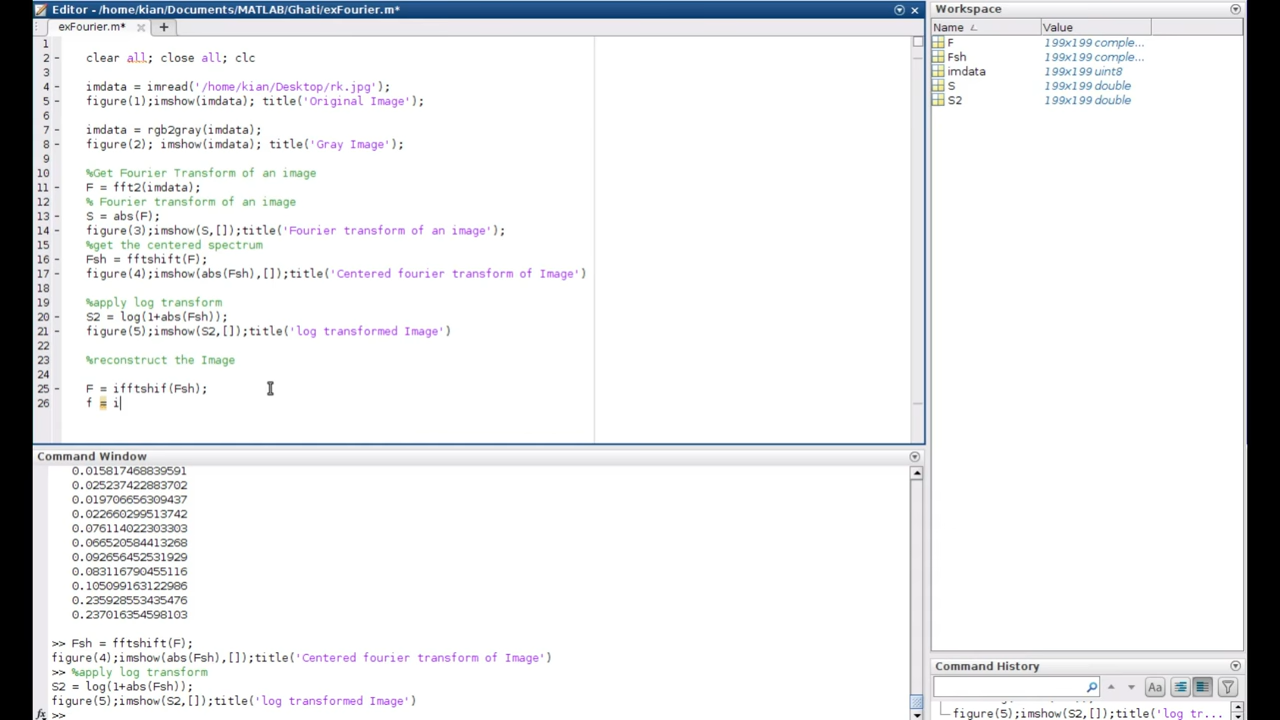 Editor - /home/kian/Documents/MATLAB/Ghati/exFourier.m*
exFourier.m*
1
2 - clear all; close all; clc
3
4 - imdata = imread('/home/kian/Desktop/rk.jpg');
5 - figure(1);imshow(imdata); title('Original Image');
6
7 - imdata = rgb2gray(imdata);
8 - figure(2); imshow(imdata); title('Gray Image');
9
10 %Get Fourier Transform of an image
11 - F = fft2(imdata);
12 % Fourier transform of an image
13 - S = abs(F);
14 - figure(3);imshow(S,[]);title('Fourier transform of an image');
15 %get the centered spectrum
16 - Fsh = fftshift(F);
17 - figure(4);imshow(abs(Fsh),[]);title('Centered fourier transform of Image')
18
19 %apply log transform
20 - S2 = log(1+abs(Fsh));
21 - figure(5);imshow(S2,[]);title('log transformed Image')
22
23 %reconstruct the Image
24
25 - F = ifftshif(Fsh);
26 f = i
Command Window
0.015817468839591
0.025237422883702
0.019706656309437
0.022660299513742
0.076114022303303
0.066520584413268
0.092656452531929
0.083116790455116
0.105099163122986
0.235928553435476
0.237016354598103
>> Fsh = fftshift(F);
figure(4);imshow(abs(Fsh),[]);title('Centered fourier transform of Image')
>> %apply log transform
S2 = log(1+abs(Fsh));
figure(5);imshow(S2,[]);title('log transformed Image')
fx >>
Workspace
Name Value
F 199x199 comple...
Fsh 199x199 comple...
imdata 199x199 uint8
S 199x199 double
S2 199x199 double
Command History
Aa
figure(5);imshow(S2,[]);title('log tr...